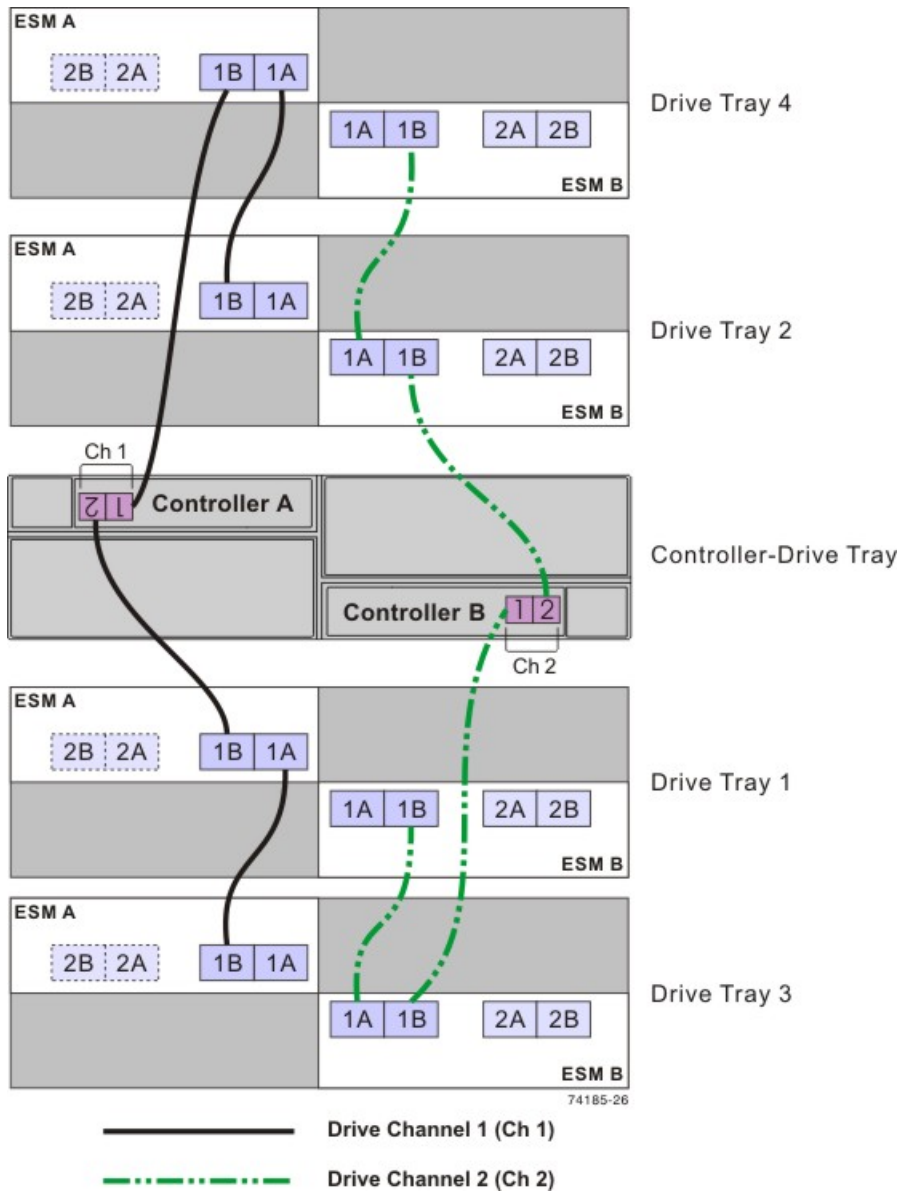 ESM A
2B 2A 1B 1A
Drive Tray 4
1A 1B 2A 2B
ESM B
ESM A
2B 2A 1B 1A
Drive Tray 2
1A 1B 2A 2B
ESM B
Ch 1
2 1 Controller A
Controller-Drive Tray
Controller B 1 2
Ch 2
ESM A
2B 2A 1B 1A
Drive Tray 1
1A 1B 2A 2B
ESM B
ESM A
2B 2A 1B 1A
Drive Tray 3
1A 1B 2A 2B
ESM B
74185-26
Drive Channel 1 (Ch 1)
Drive Channel 2 (Ch 2)